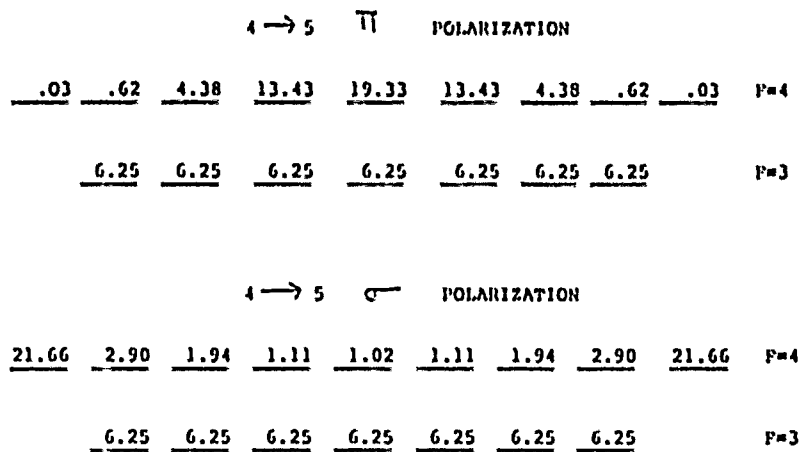 4 → 5 π POLARIZATION
.03 .62 4.38 13.43 19.33 13.43 4.38 .62 .03 F=4
6.25 6.25 6.25 6.25 6.25 6.25 6.25 F=3
4 → 5 σ POLARIZATION
21.66 2.90 1.94 1.11 1.02 1.11 1.94 2.90 21.66 F=4
6.25 6.25 6.25 6.25 6.25 6.25 6.25 F=3